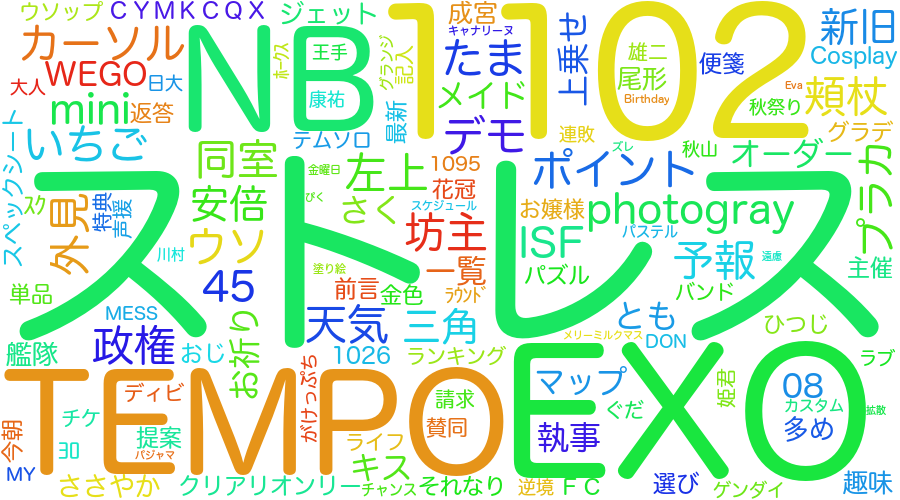 ウソップ
ＣＹＭＫＣＱＸ
ジェット
成宮
キャナリーヌ
新旧
カーソル
NB
ホークス
王手
グランジ
記入
たま
1102
雄二
尾形
上乗せ
便箋
Cosplay
大人
WEGO
日大
mini
返答
康祐
メイド
Birthday
Eva
秋祭り
頬杖
スペックシート
いちご
テムソロ
最新
デモ
連敗
ズレ
秋山
グラデ
同室
金曜日
左上
1095
ポイント
オーダー
プラカ
スク
外見
特典
声援
安倍
びく
さく
花冠
スケジュール
お嬢様
photogray
ストレス
川村
ウソ
坊主
ISF
パステル
予報
遠慮
単品
45
塗り絵
前言
金色
一覧
ラウンド
パズル
バンド
主催
MESS
政権
お祈り
天気
三角
メリーミルクマス
とも
DON
ひつじ
艦隊
おじ
1026
ランキング
ラブ
TEMPO
EXO
ディビ
がけっぷち
請求
マップ
姫君
08
カスタム
拡散
今朝
チケ
30
提案
パジャマ
ライフ
賛同
執事
ぐだ
多め
MY
ささやか
クリアリオンリー
キス
チャンス
それなり
逆境
ＦＣ
選び
ゲンダイ
趣味